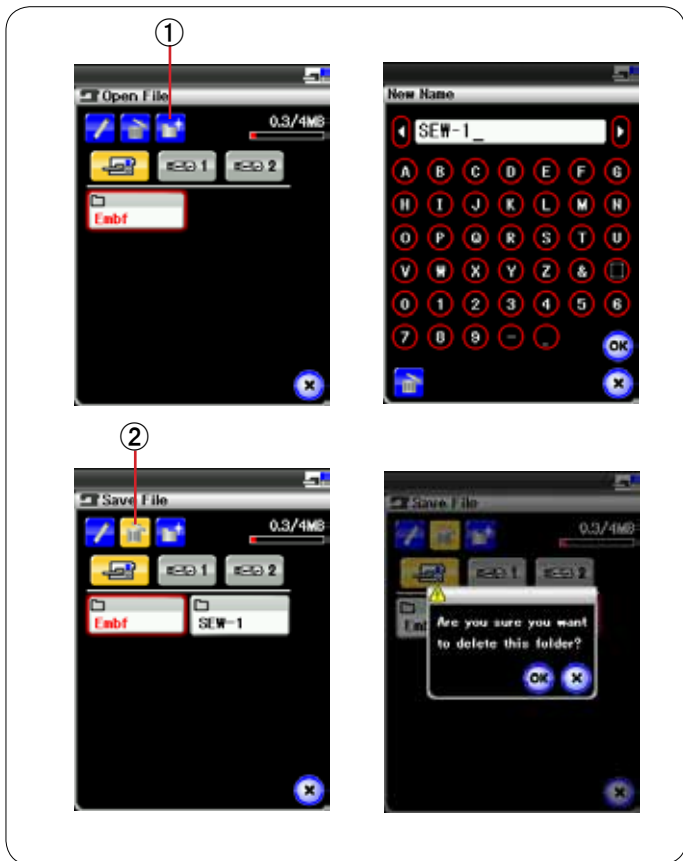 ①
Open File
0.3/4MB
1
2
Embf
New Name
SEW-1_
A B C D E F G
H I J K L M N
O P Q R S T U
V W X Y Z &
0 1 2 3 4 5 6
7 8 9 - _
OK
×
×
②
Save File
0.3/4MB
1
2
Embf
SEW-1
×
Save File
0.3/4MB
1
2
Are you sure you want
to delete this folder?
OK ×
×